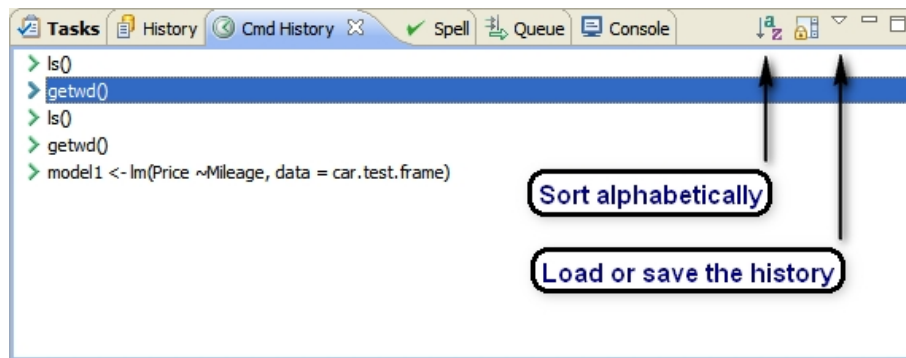 Tasks History Cmd History Spell Queue Console
ls()
getwd()
ls()
getwd()
model1 <- lm(Price ~Mileage, data = car.test.frame)
Sort alphabetically
Load or save the history